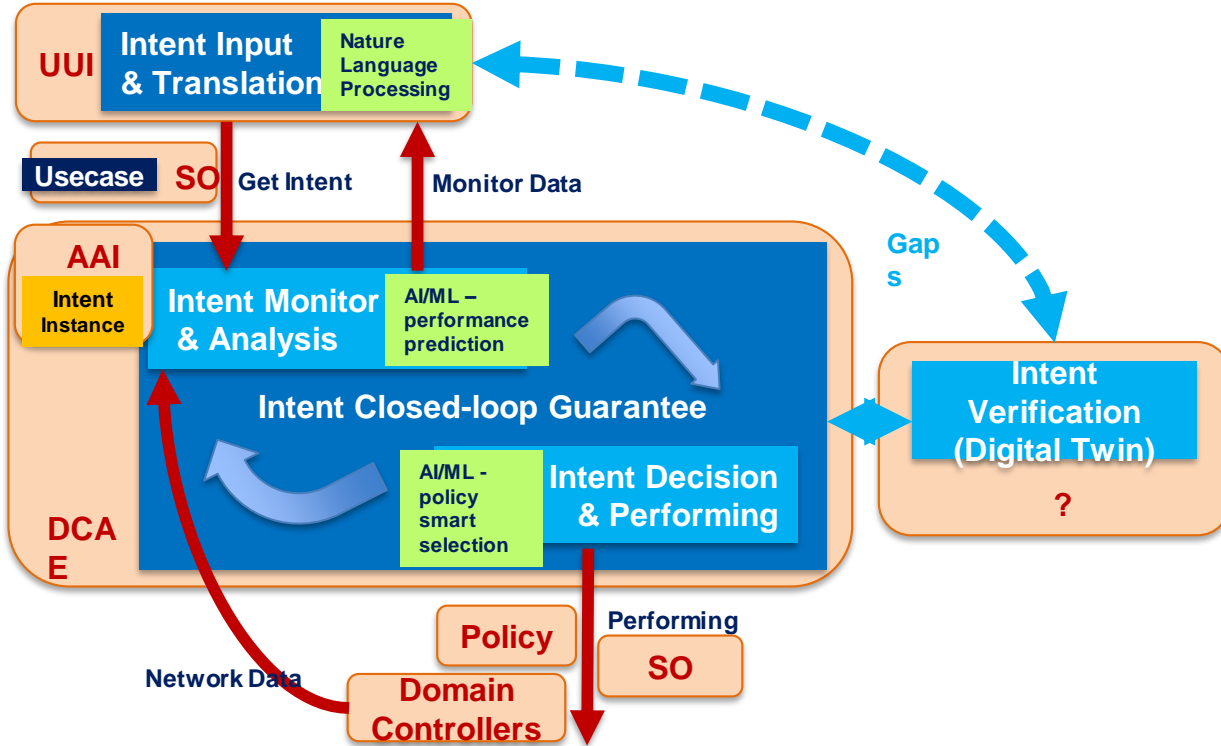 UUI
Intent Input
& Translation
Nature
Language
Processing
Usecase
SO
Get Intent
Monitor Data
AAI
Intent
Instance
Intent Monitor
& Analysis
AI/ML –
performance
prediction
Gap
s
Intent Closed-loop Guarantee
Intent
Verification
(Digital Twin)
?
AI/ML -
policy
smart
selection
Intent Decision
& Performing
DCA
E
Policy
Performing
SO
Network Data
Domain
Controllers